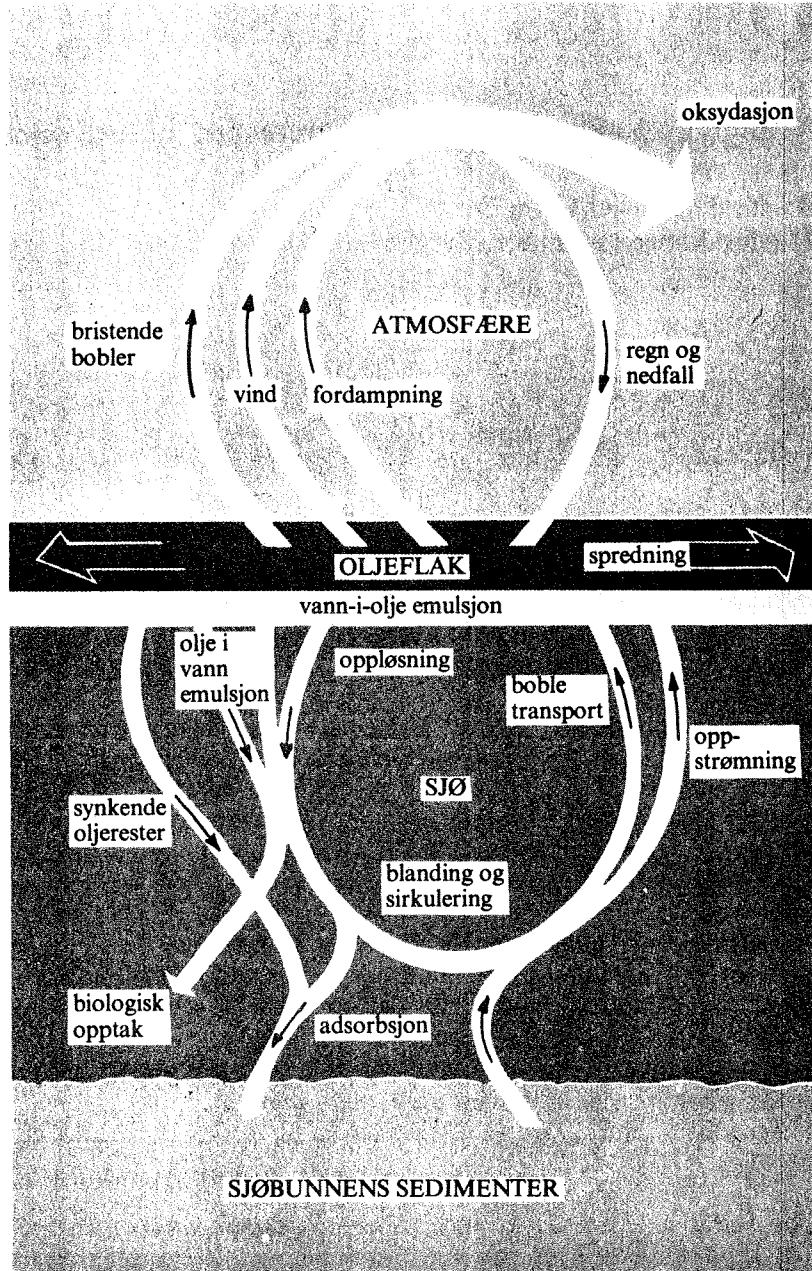 oksydasjon
bristende
bobler
ATMOSFÆRE
regn og
nedfall
vind
fordampning
OLJEFLAK
spredning
vann-i-olje emulsjon
olje i
vann
emulsjon
oppløsning
boble
transport
opp-
strømning
synkende
oljerester
SJØ
blanding og
sirkulering
biologisk
opptak
adsorbsjon
SJØBUNNENS SEDIMENTER